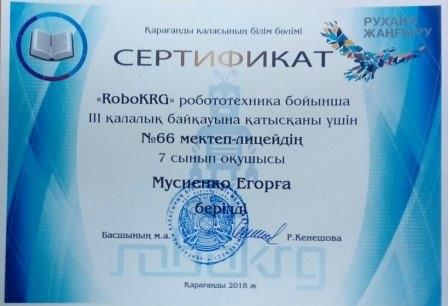 Қарағанды қаласының білім бөлімі
РУХАНИ
ЖАҢҒЫРУ
СЕРТИФИКАТ
«RoboKRG» робототехника бойынша
III қалалық байқауына қатысқаны үшін
№66 мектеп-лицейдің
7 сынып оқушысы
Мусиенко Егорға
берілді
Басшының м.а.
Р.Кенешова
robokrg
Қарағанды 2018 ж